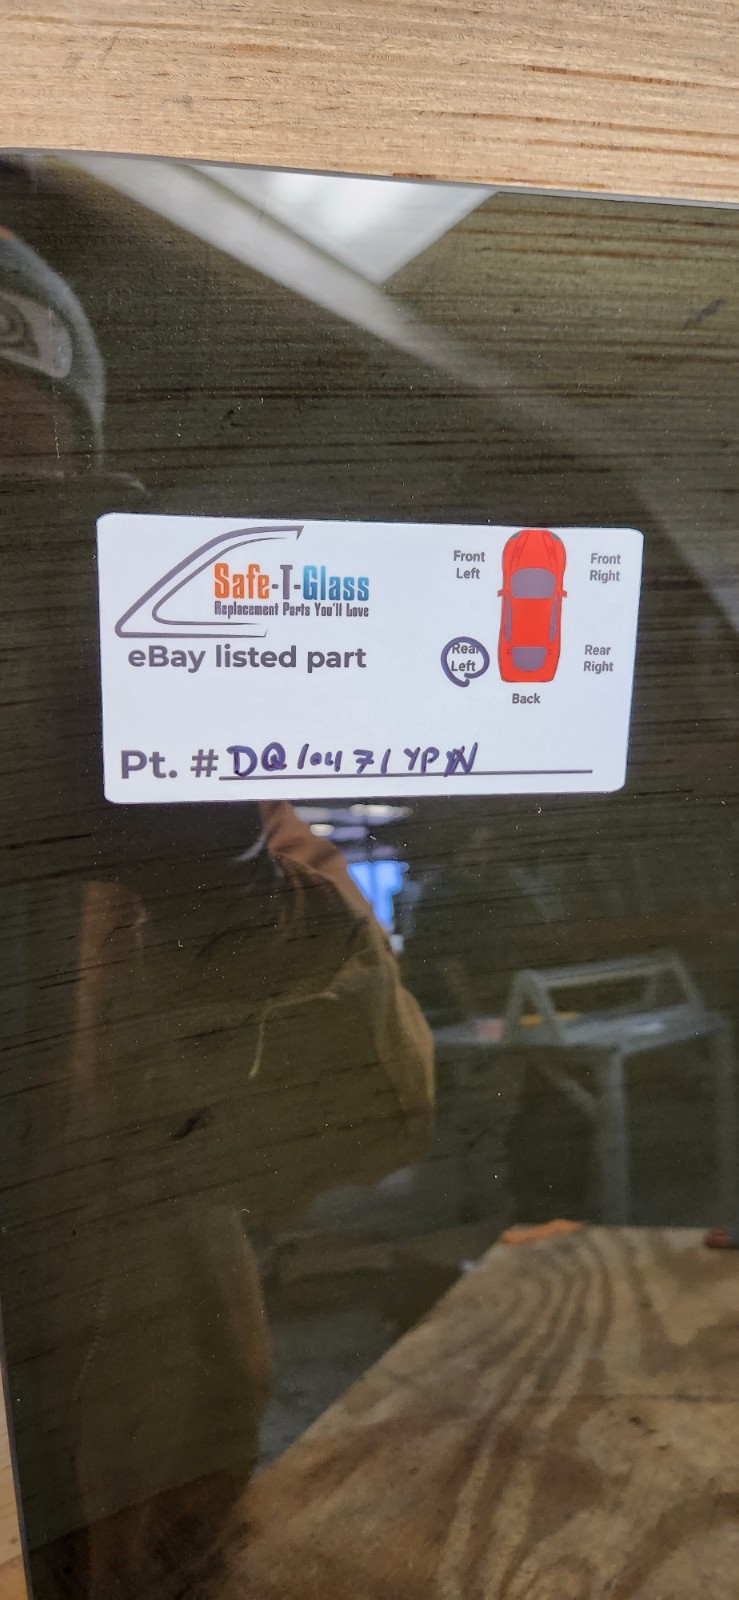 Safe-T-Glass
Replacement Parts You'll Love
eBay listed part
Front Left
Front Right
Rear Left
Rear Right
Back
Pt. # DQ10471YPN